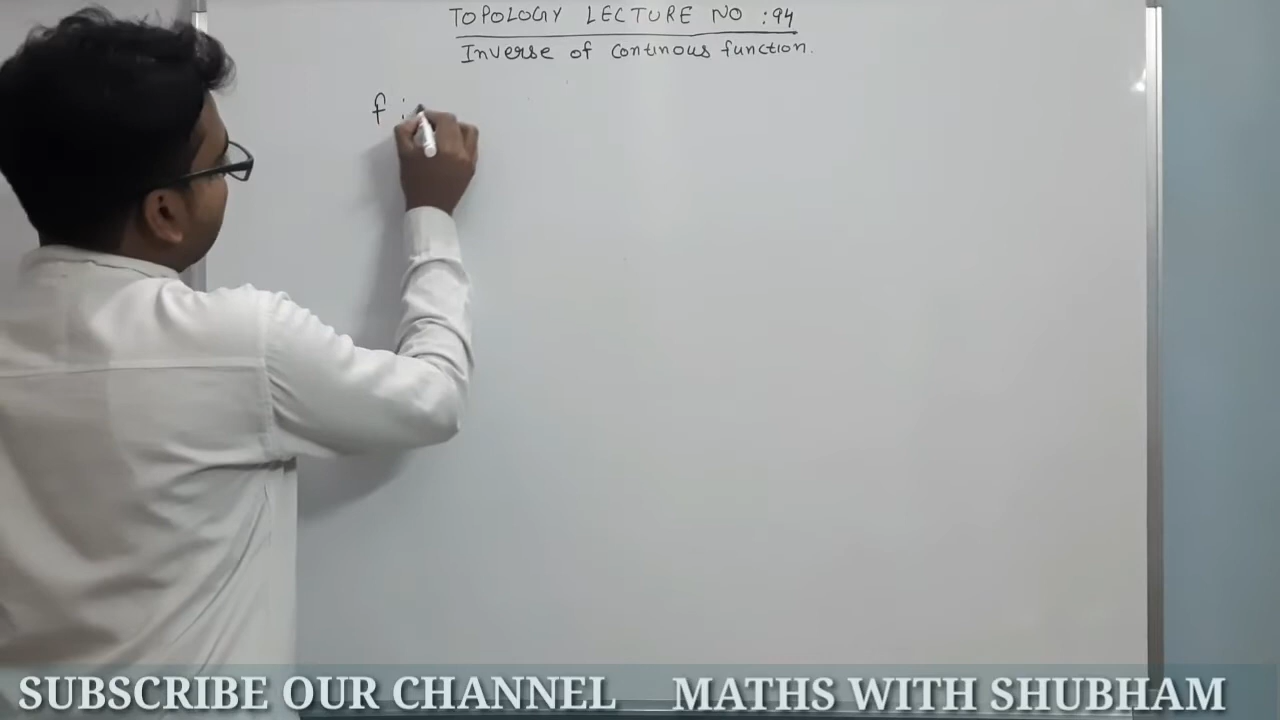 TOPOLOGY LECTURE NO : 94
Inverse of continous function.
f :
SUBSCRIBE OUR CHANNEL MATHS WITH SHUBHAM